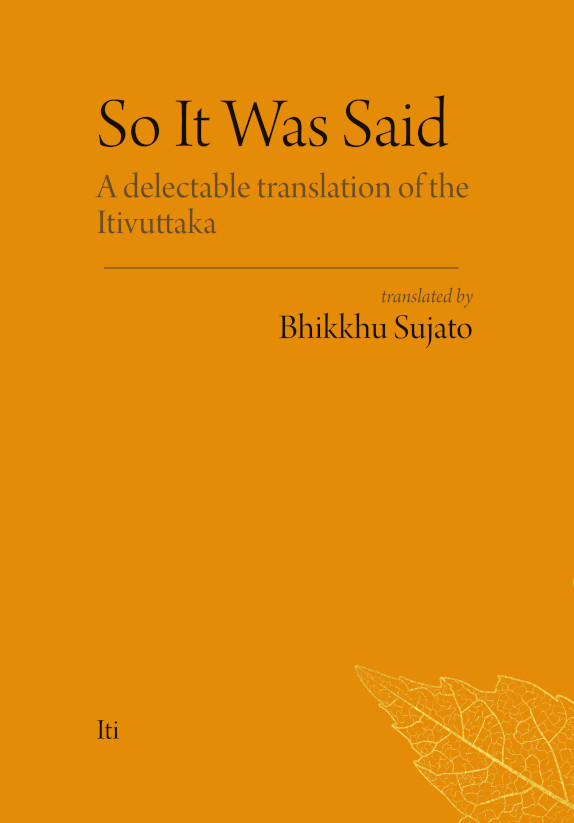 So It Was Said
A delectable translation of the
Itivuttaka
translated by
Bhikkhu Sujato
Iti